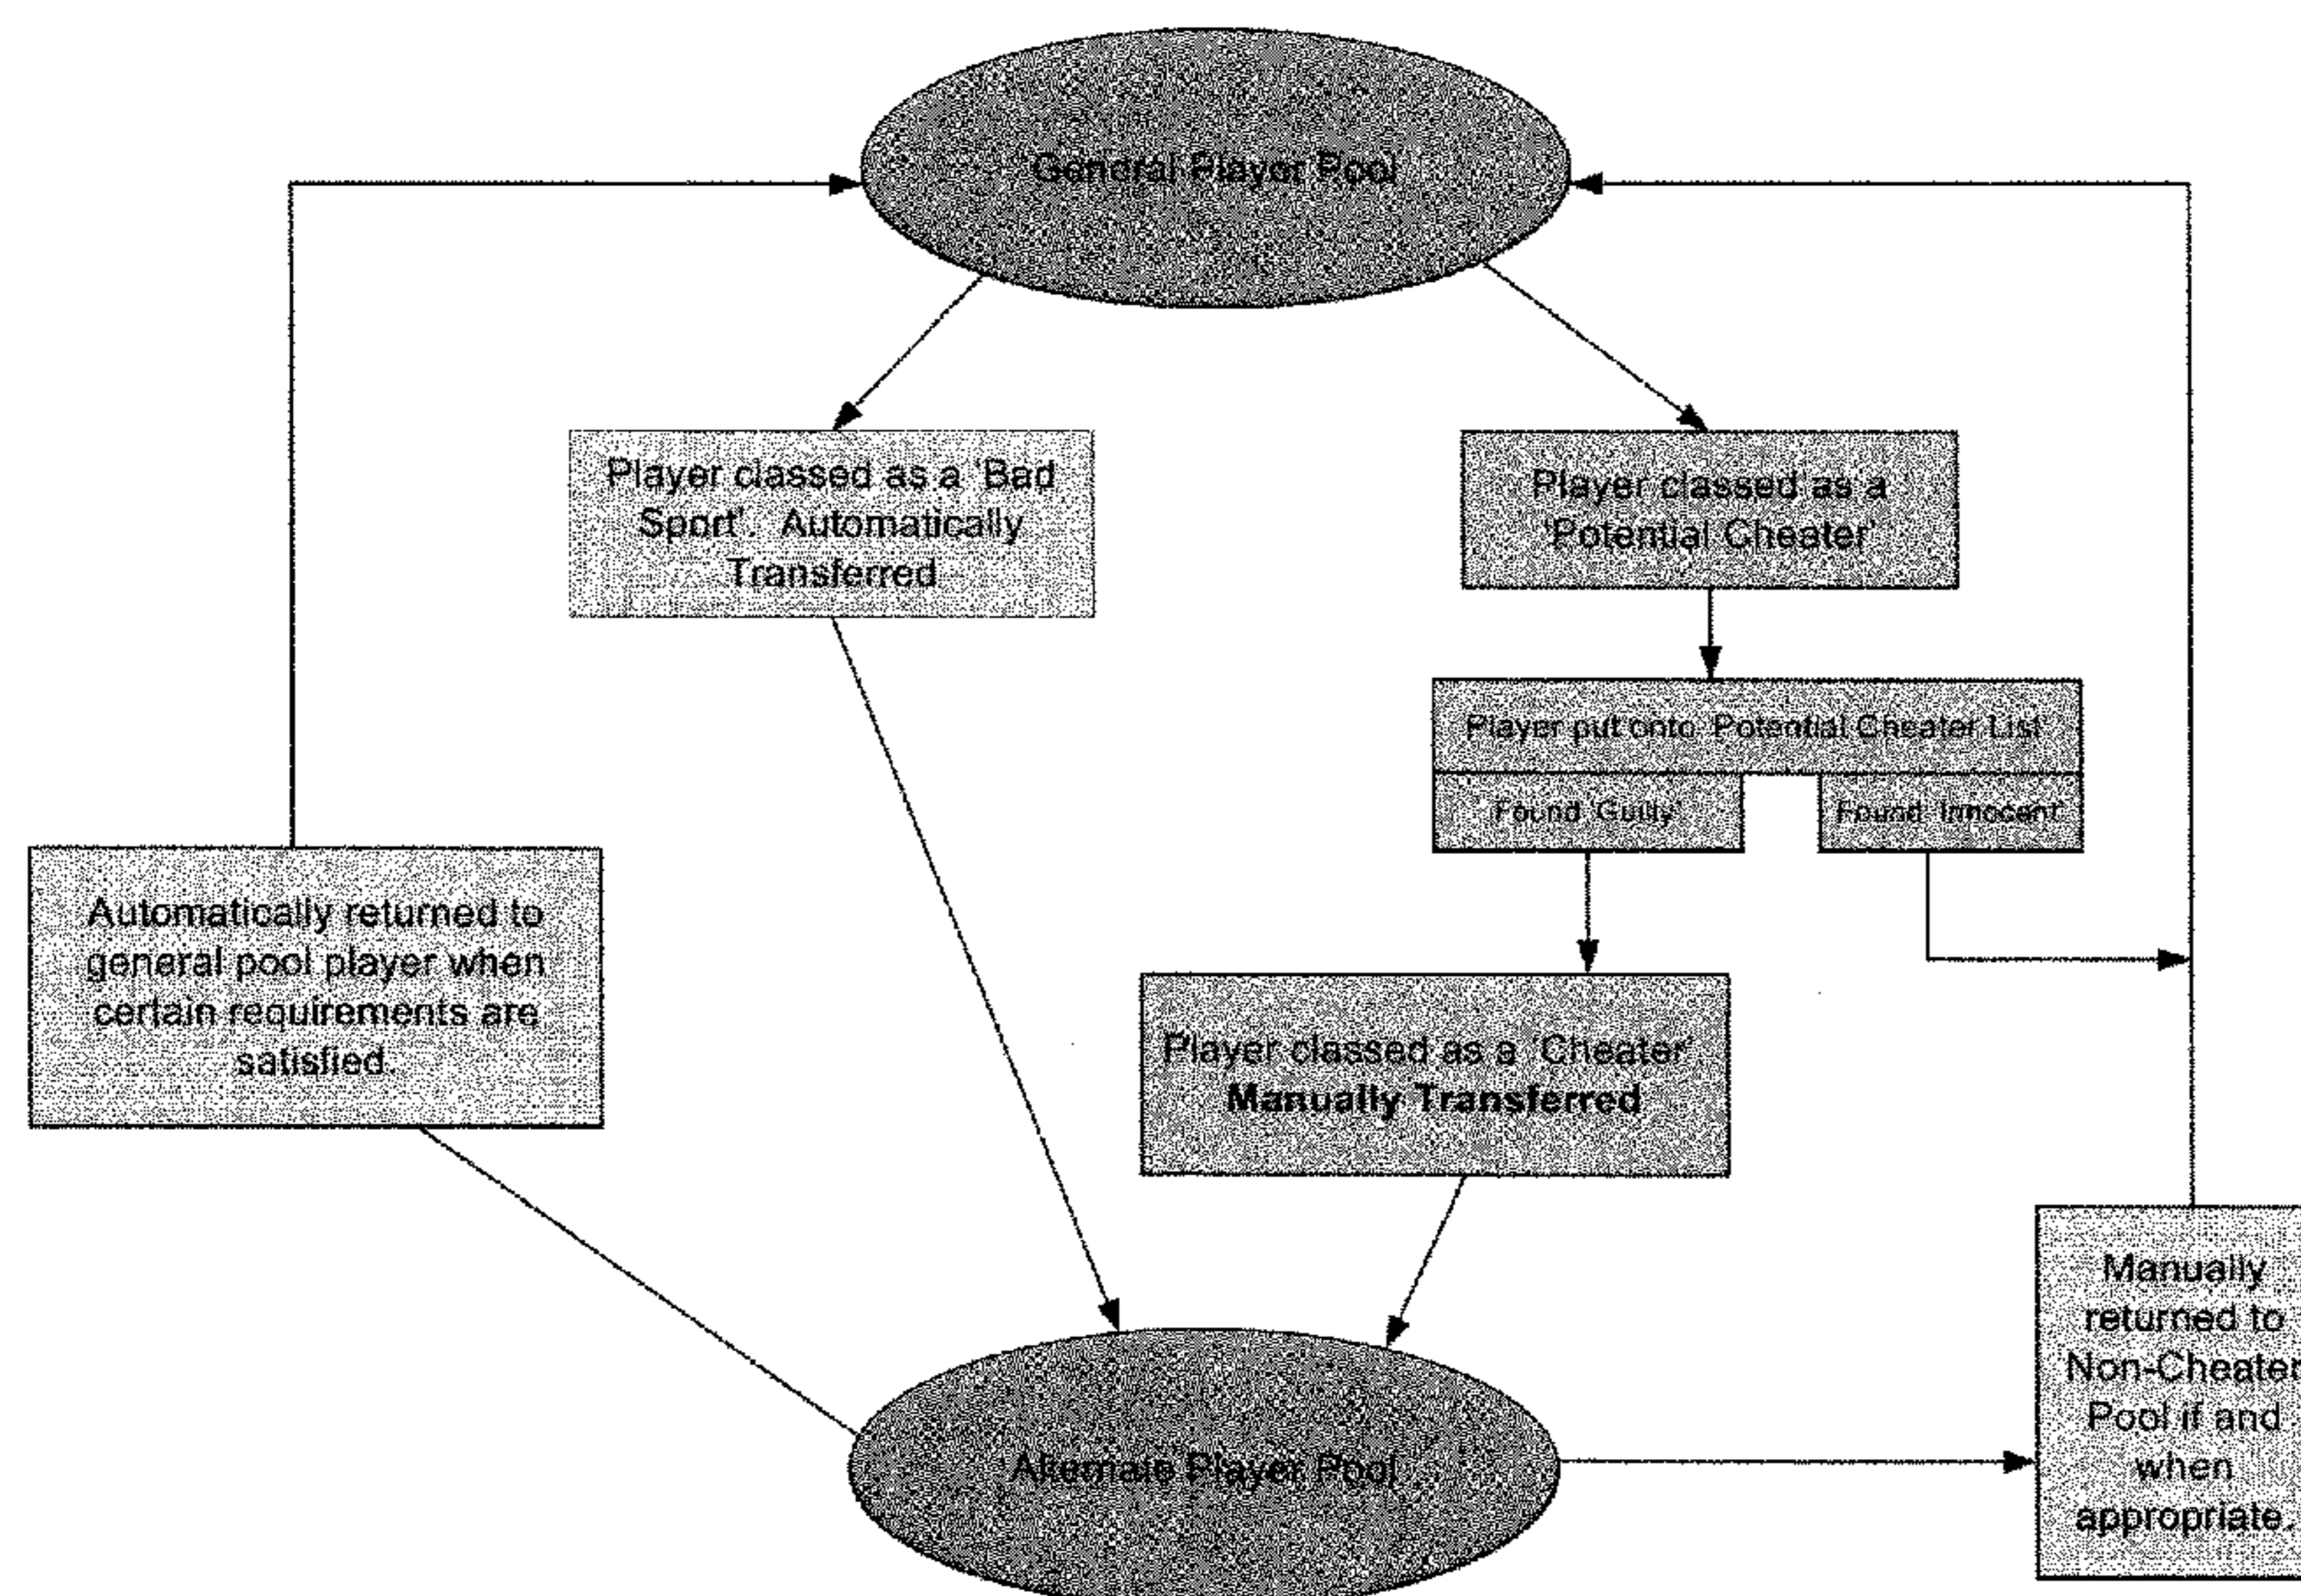 General Player Pool
Player classed as a 'Bad
Sport'. Automatically
Transferred
Player classed as a
'Potential Cheater'
Player put onto 'Potential Cheater List'
Found 'Guilty'
Found 'Innocent'
Automatically returned to
general pool player when
certain requirements are
satisfied.
Player classed as a 'Cheater'.
Manually Transferred
Manually
returned to
Non-Cheater
Pool if and
when
appropriate.
Alternate Player Pool